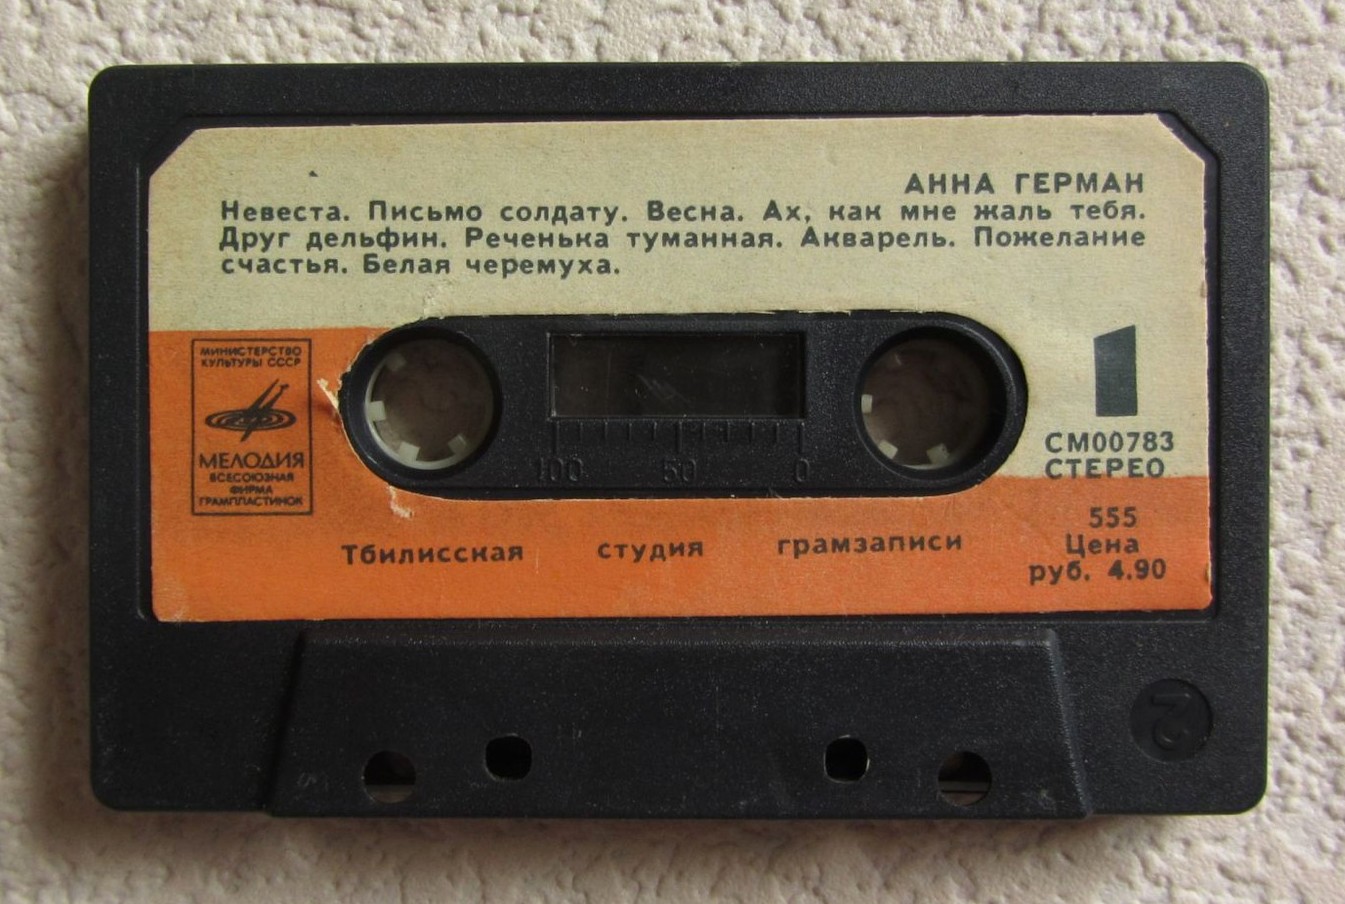 АННА ГЕРМАН
Невеста. Письмо солдату. Весна. Ах, как мне жаль тебя.
Друг дельфин. Реченька туманная. Акварель. Пожелание
счастья. Белая черемуха.
МИНИСТЕРСТВО
КУЛЬТУРЫ СССР
МЕЛОДИЯ
ВСЕСОЮЗНАЯ
ФИРМА
ГРАМПЛАСТИНОК
100 50 0
1
СМ00783
СТЕРЕО
555
Цена
руб. 4.90
Тбилисская студия грамзаписи
2